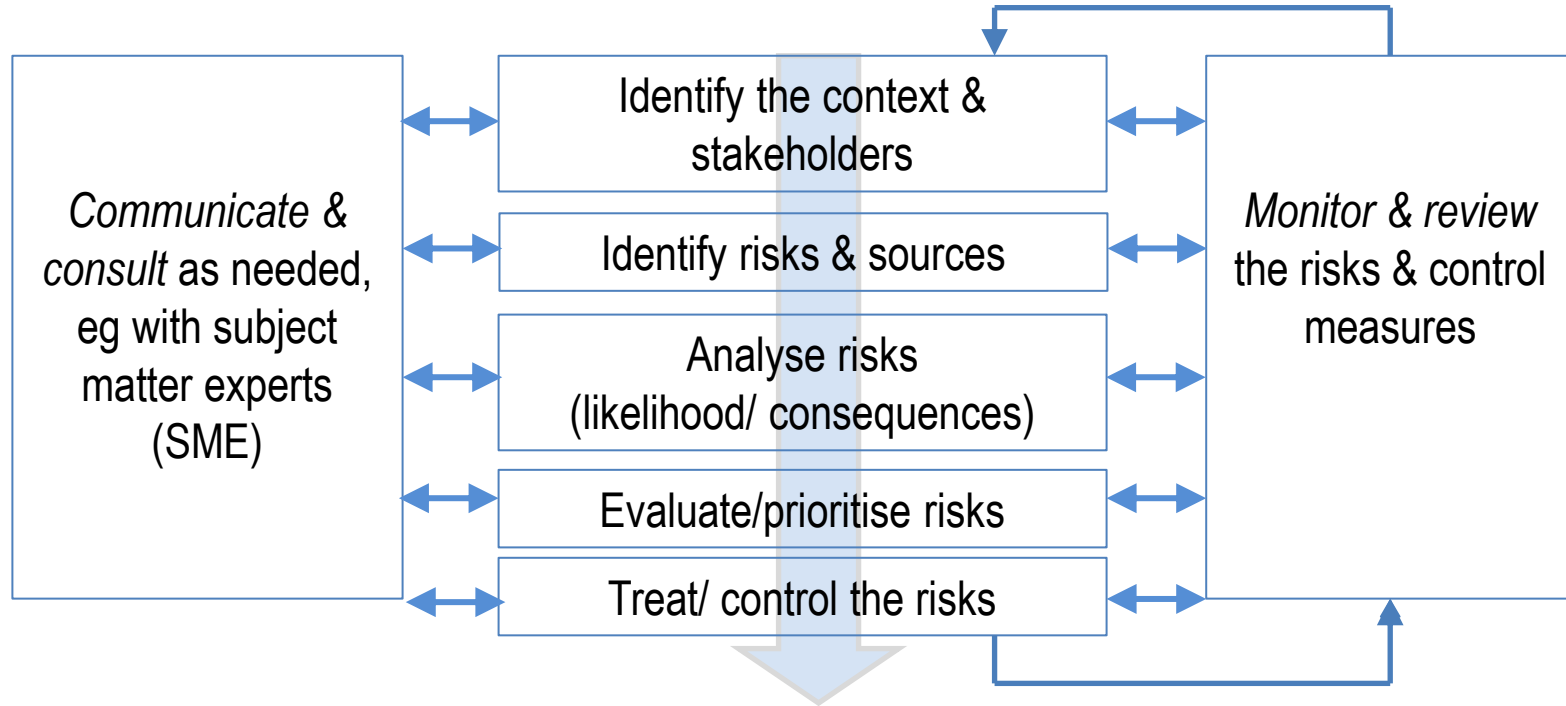 Communicate &
consult as needed,
eg with subject
matter experts
(SME)
Identify the context &
stakeholders
Identify risks & sources
Analyse risks
(likelihood/ consequences)
Evaluate/prioritise risks
Treat/ control the risks
Monitor & review
the risks & control
measures